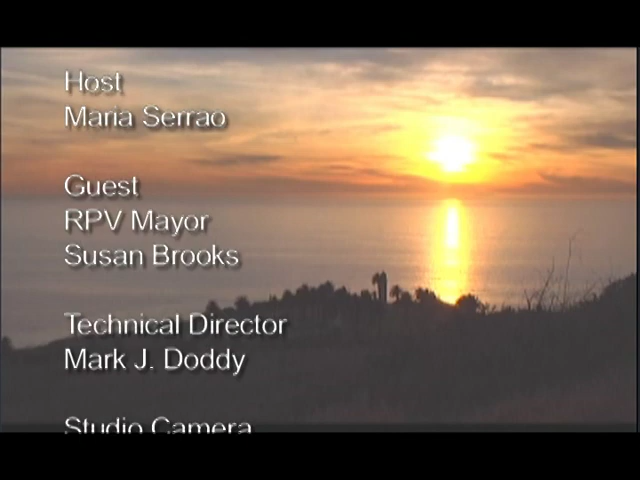 Host
Maria Serrao
Guest
RPV Mayor
Susan Brooks
Technical Director
Mark J. Doddy
Studio Camera